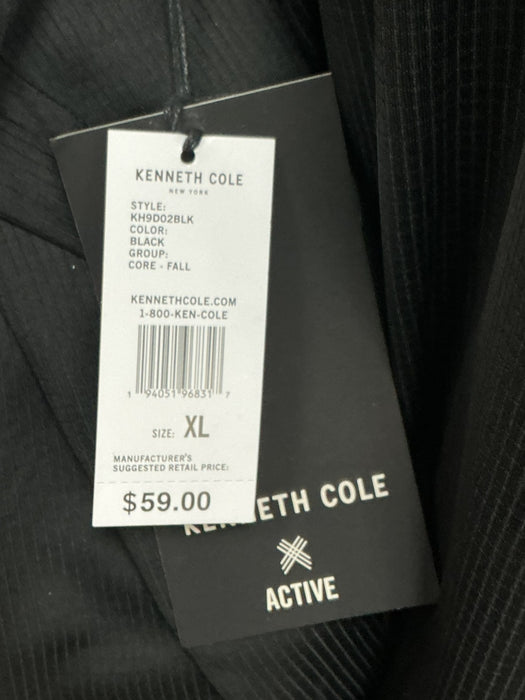 KENNETH COLE
NEW YORK
STYLE:
KH9D02BLK
COLOR:
BLACK
GROUP:
CORE - FALL
KENNETHCOLE.COM
1-800-KEN-COLE
1 94051 96831 7
SIZE: XL
MANUFACTURER'S
SUGGESTED RETAIL PRICE:
$59.00
KENNETH COLE
ACTIVE